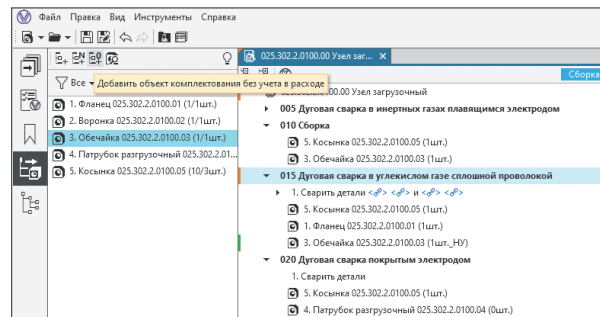 Файл Правка Вид Инструменты Справка
025.302.2.0100.00 Узел заг... ×
Все
Добавить объект комплектования без учета в расходе
Сборка
.00.00 Узел загрузочный
1. Фланец 025.302.2.0100.01 (1/1шт.)
2. Воронка 025.302.2.0100.02 (1/1шт.)
3. Обечайка 025.302.2.0100.03 (1/1шт.)
4. Патрубок разгрузочный 025.302.2.01...
5. Косынка 025.302.2.0100.05 (10/3шт.)
005 Дуговая сварка в инертных газах плавящимся электродом
010 Сборка
5. Косынка 025.302.2.0100.05 (1шт.)
3. Обечайка 025.302.2.0100.03 (1шт.)
015 Дуговая сварка в углекислом газе сплошной проволокой
1. Сварить детали <> <> и <> <>
5. Косынка 025.302.2.0100.05 (1шт.)
1. Фланец 025.302.2.0100.01 (1шт.)
3. Обечайка 025.302.2.0100.03 (1шт._НУ)
020 Дуговая сварка покрытым электродом
1. Сварить детали
5. Косынка 025.302.2.0100.05 (1шт.)
4. Патрубок разгрузочный 025.302.2.0100.04 (0шт.)